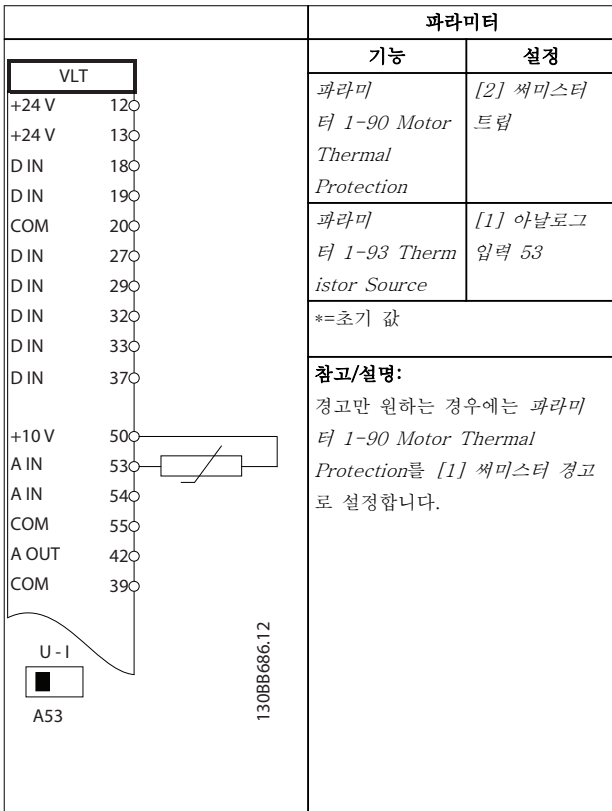 VLT
+24 V 12
+24 V 13
D IN 18
D IN 19
COM 20
D IN 27
D IN 29
D IN 32
D IN 33
D IN 37
+10 V 50
A IN 53
A IN 54
COM 55
A OUT 42
COM 39
U - I
A53
130BB686.12
파라미터
기능 설정
파라미
터 1-90 Motor
Thermal
Protection
[2] 써미스터
트립
파라미
터 1-93 Therm
istor Source
[1] 아날로그
입력 53
*=초기 값
참고/설명:
경고만 원하는 경우에는 파라미
터 1-90 Motor Thermal
Protection를 [1] 써미스터 경고
로 설정합니다.